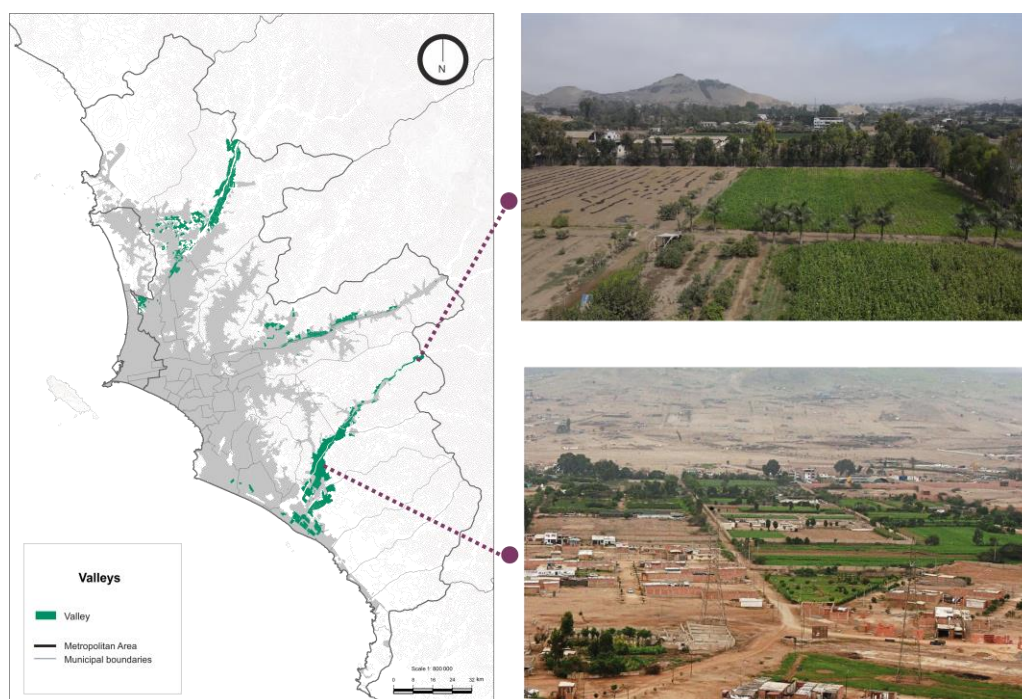 N
Valleys
Valley
Metropolitan Area
Municipal boundaries
Scale 1¨800 000
0 8 16 24 32 km